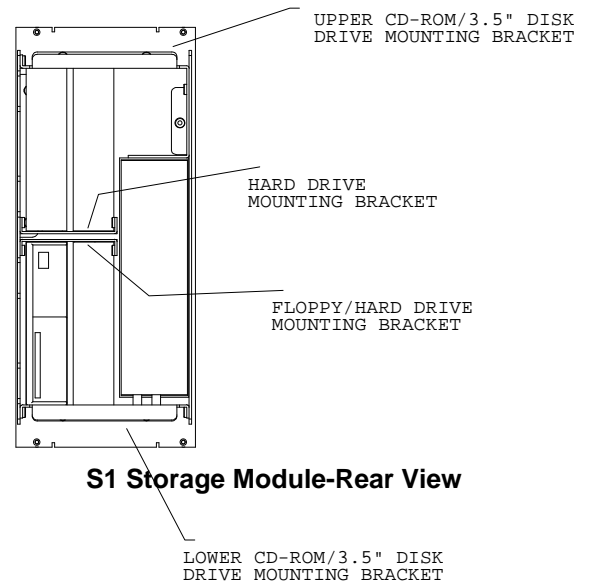 UPPER CD-ROM/3.5" DISK
DRIVE MOUNTING BRACKET
HARD DRIVE
MOUNTING BRACKET
FLOPPY/HARD DRIVE
MOUNTING BRACKET
S1 Storage Module-Rear View
LOWER CD-ROM/3.5" DISK
DRIVE MOUNTING BRACKET